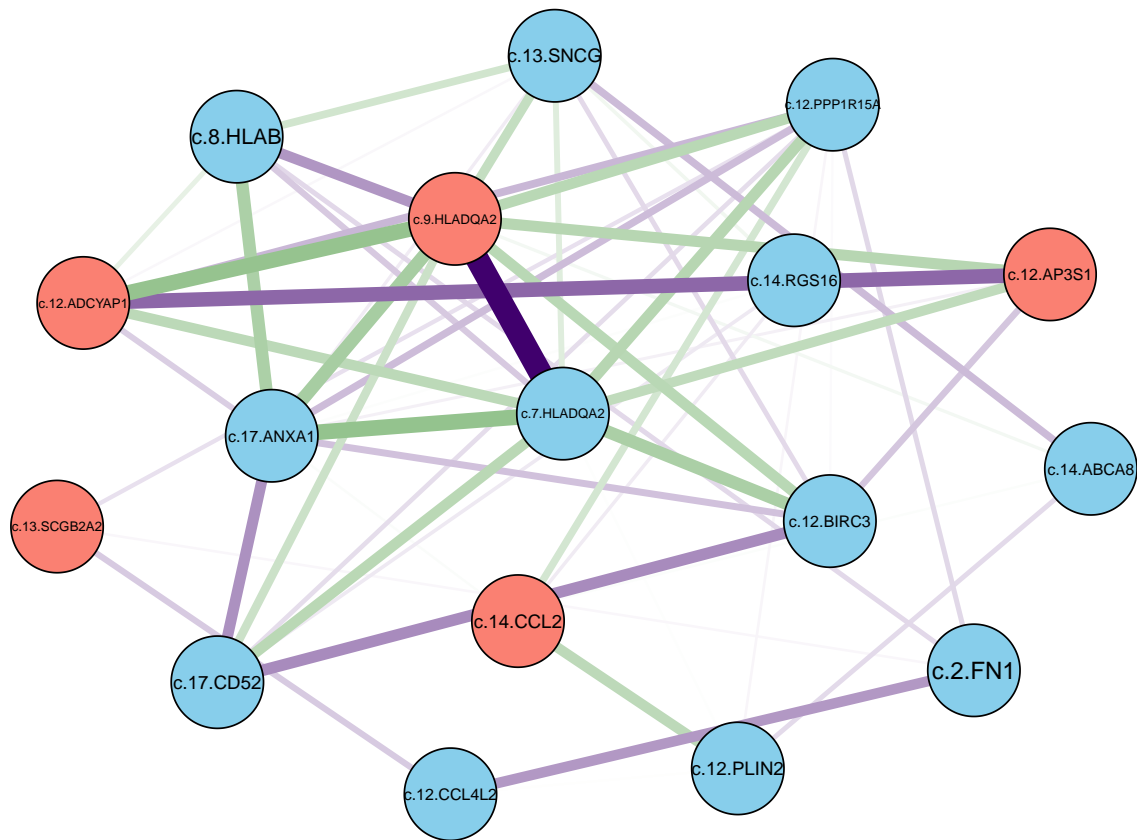 c.13.SNCG
c.12.PPP1R15A
c.8.HLAB
c.9.HLADQA2
c.14.RGS16
c.12.AP3S1
c.12.ADCYAP1
c.7.HLADQA2
c.17.ANXA1
c.14.ABCA8
c.12.BIRC3
c.13.SCGB2A2
c.14.CCL2
c.2.FN1
c.17.CD52
c.12.PLIN2
c.12.CCL4L2